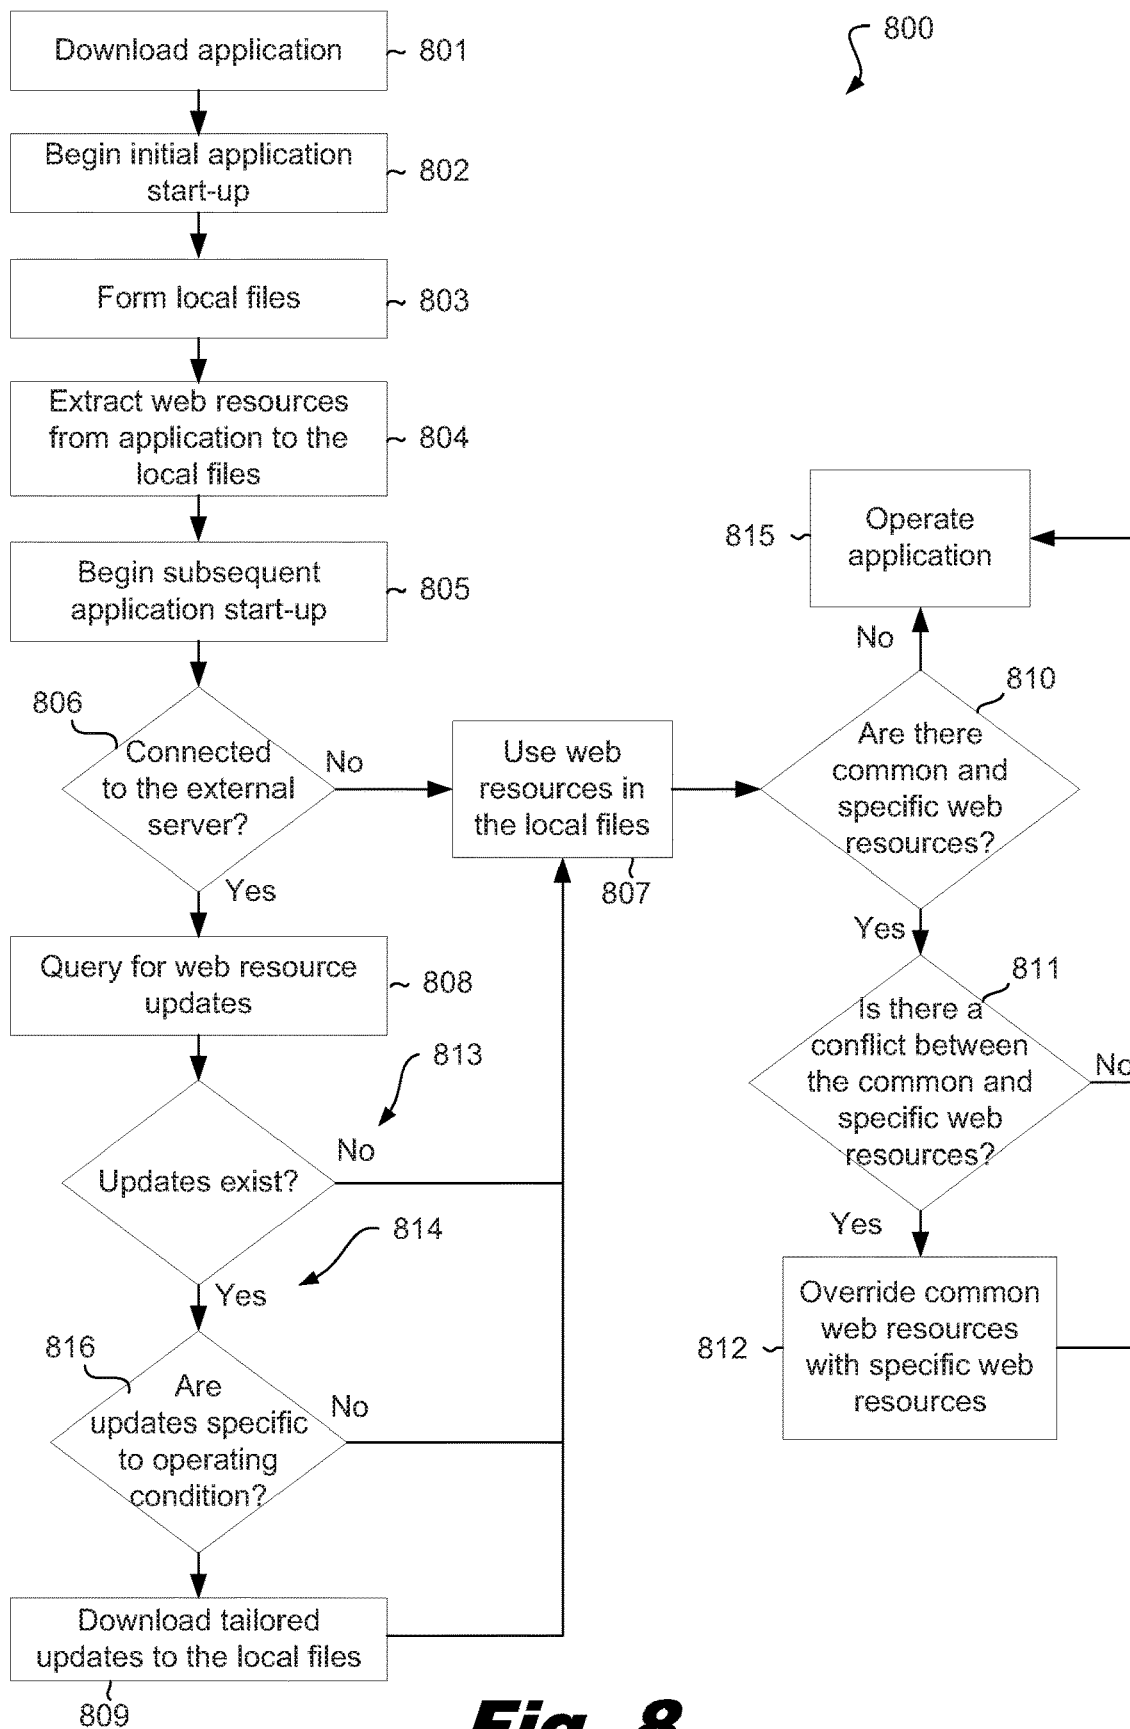 800
Download application
801
Begin initial application
start-up
802
Form local files
803
Extract web resources
from application to the
local files
804
Begin subsequent
application start-up
805
806
Connected
to the external
server?
No
Yes
Use web
resources in
the local files
807
Query for web resource
updates
808
813
Updates exist?
No
814
Yes
816
Are
updates specific
to operating
condition?
No
Download tailored
updates to the local files
809
Operate
application
815
No
810
Are there
common and
specific web
resources?
Yes
811
Is there a
conflict between
the common and
specific web
resources?
No
Yes
Override common
web resources
with specific web
resources
812
Fig. 8